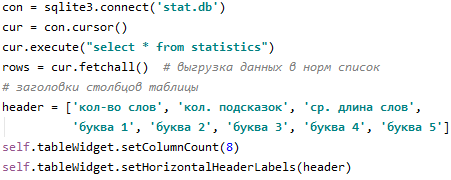 con = sqlite3.connect('stat.db')
cur = con.cursor()
cur.execute("select * from statistics")
rows = cur.fetchall()  # выгрузка данных в норм список
# заголовки столбцов таблицы
header = ['кол-во слов', 'кол. подсказок', 'ср. длина слов',
          'буква 1', 'буква 2', 'буква 3', 'буква 4', 'буква 5']
self.tableWidget.setColumnCount(8)
self.tableWidget.setHorizontalHeaderLabels(header)